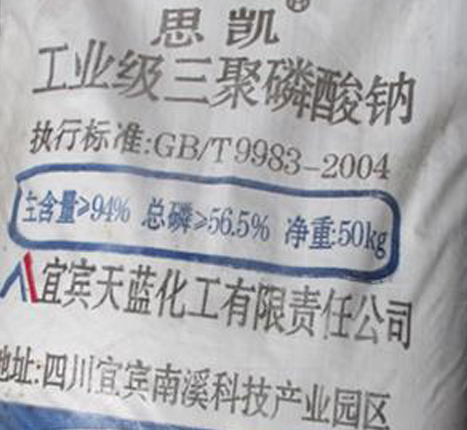 思凯®
工业级三聚磷酸钠
执行标准:GB/T9983-2004
主含量≥94% 总磷≥56.5% 净重:50kg
宜宾天蓝化工有限责任公司
地址:四川宜宾南溪科技产业园区